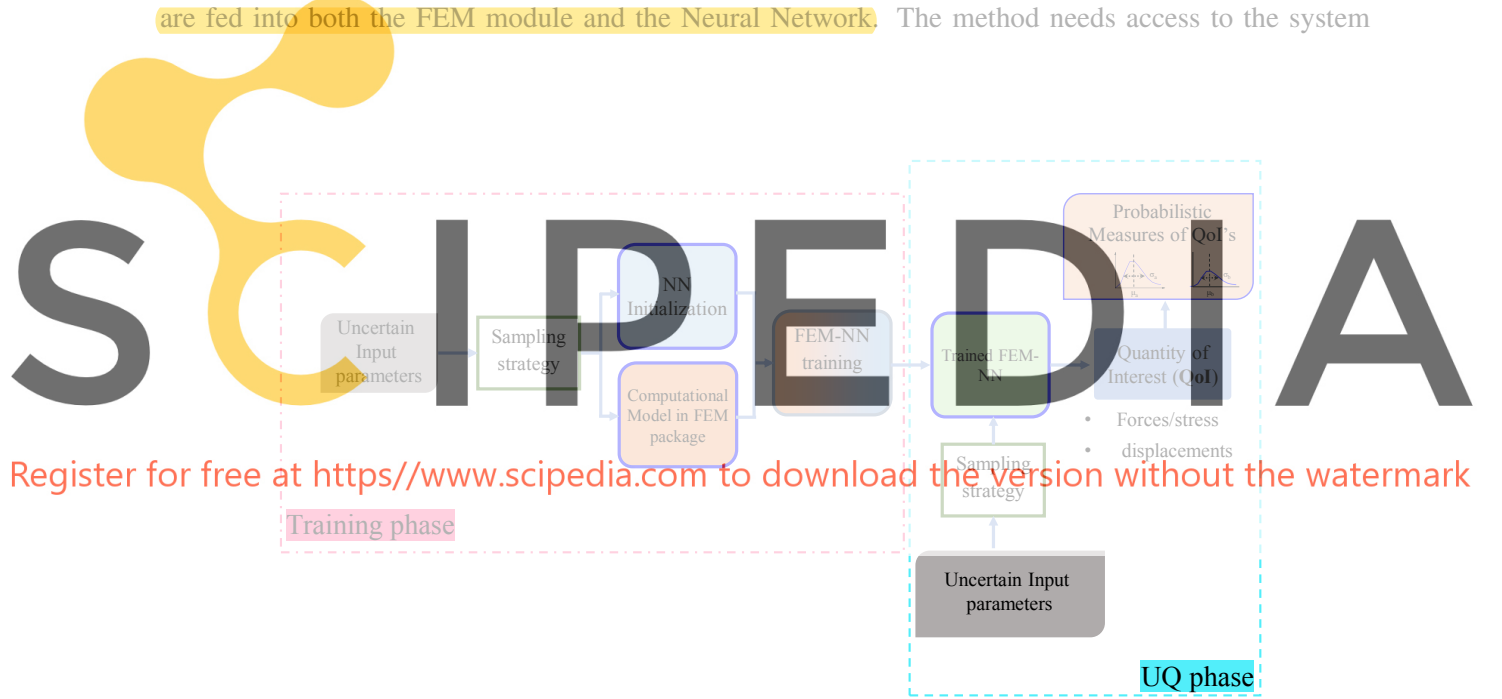 are fed into both the FEM module and the Neural Network. The method needs access to the system
SCIPEDIA
Probabilistic
Measures of QoI's
NN
Initialization
Uncertain
Input
parameters
Sampling
strategy
FEM-NN
training
Computational
Model in FEM
package
Trained FEM-
NN
Quantity of
Interest (QoI)
• Forces/stress
• displacements
Register for free at https//www.scipedia.com to download the version without the watermark
Sampling
strategy
Training phase
Uncertain Input
parameters
UQ phase